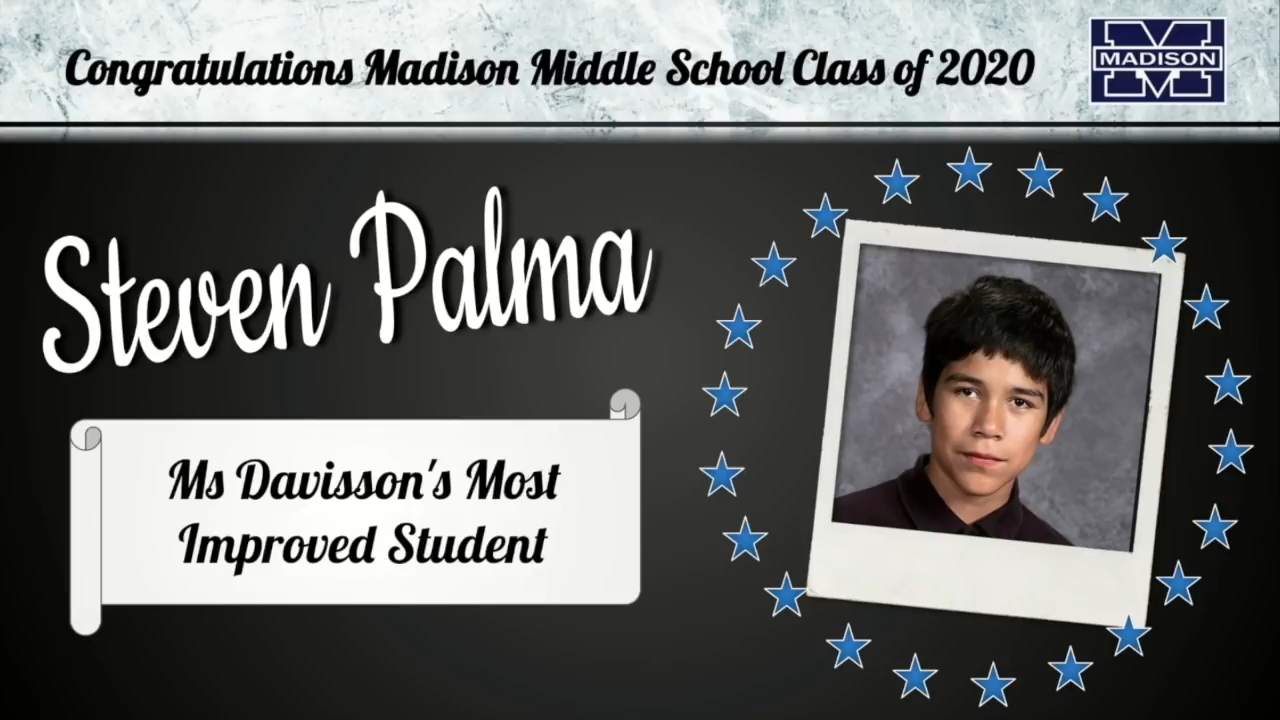 Congratulations Madison Middle School Class of 2020
MADISON
Steven Palma
Ms Davisson's Most
Improved Student